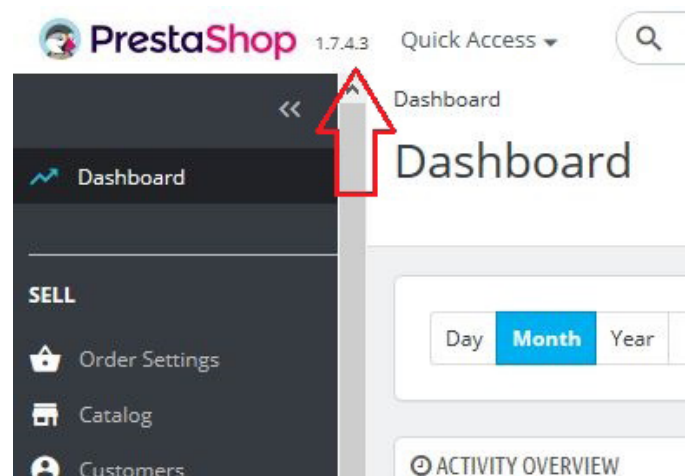 PrestaShop 1.7.4.3 Quick Access
Dashboard
Dashboard
Dashboard
SELL
Day Month Year
Order Settings
Catalog
Customers
ACTIVITY OVERVIEW